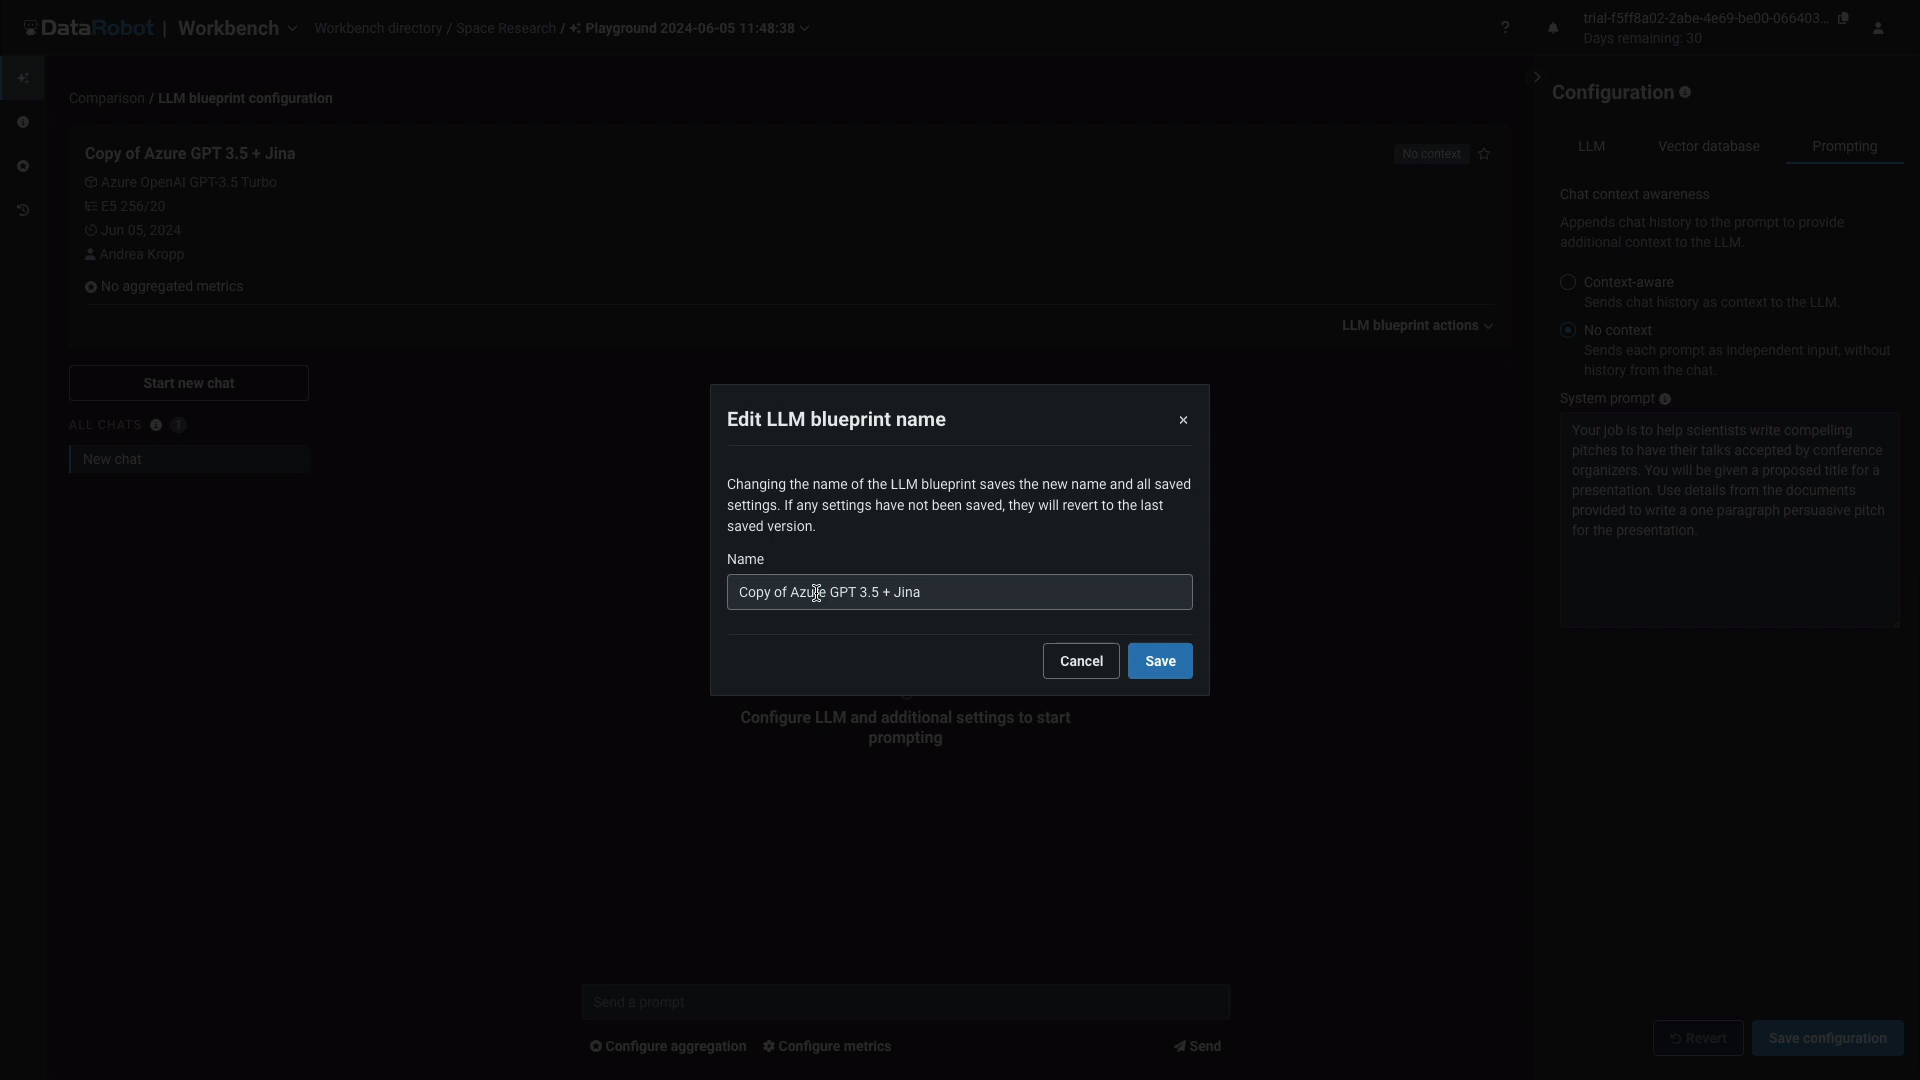 DataRobot | Workbench
Workbench directory / Space Research / Playground 2024-06-05 11:48:38
?
trial-f5ff8a02-2abe-4e69-be00-066403...
Days remaining: 30
Comparison / LLM blueprint configuration
Copy of Azure GPT 3.5 + Jina
No context
Azure OpenAI GPT-3.5 Turbo
E5 256/20
Jun 05, 2024
Andrea Kropp
No aggregated metrics
LLM blueprint actions
Start new chat
ALL CHATS 1
New chat
Edit LLM blueprint name
×
Changing the name of the LLM blueprint saves the new name and all saved
settings. If any settings have not been saved, they will revert to the last
saved version.
Name
Copy of Azure GPT 3.5 + Jina
Cancel
Save
Configure LLM and additional settings to start
prompting
Send a prompt
Configure aggregation
Configure metrics
Send
Configuration
LLM
Vector database
Prompting
Chat context awareness
Appends chat history to the prompt to provide
additional context to the LLM.
Context-aware
Sends chat history as context to the LLM.
No context
Sends each prompt as independent input, without
history from the chat.
System prompt
Your job is to help scientists write compelling
pitches to have their talks accepted by conference
organizers. You will be given a proposed title for a
presentation. Use details from the documents
provided to write a one paragraph persuasive pitch
for the presentation.
Revert
Save configuration